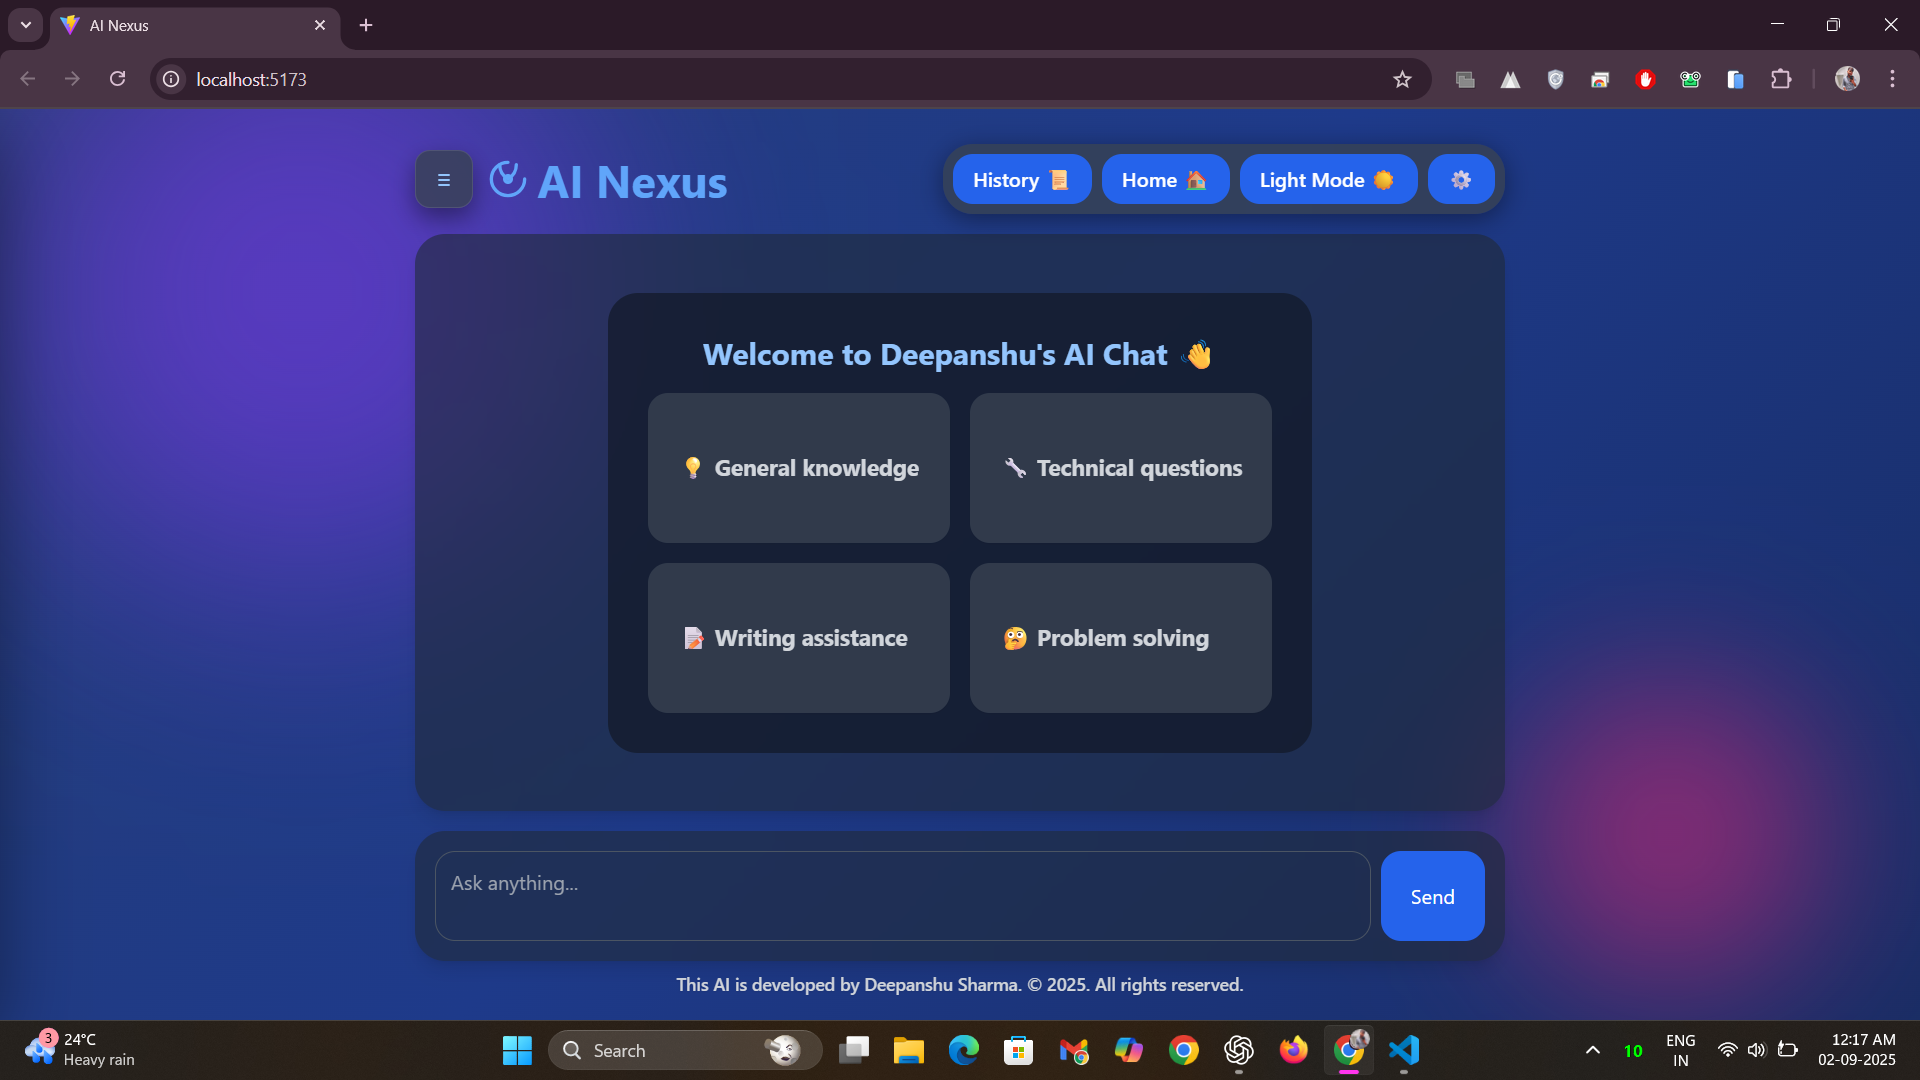 AI Nexus
localhost:5173
☰
AI Nexus
History 📜
Home 🏠
Light Mode 🌞
⚙️
Welcome to Deepanshu's AI Chat 👋
💡 General knowledge
🔧 Technical questions
📝 Writing assistance
🤔 Problem solving
Ask anything...
Send
This AI is developed by Deepanshu Sharma. © 2025. All rights reserved.
3
24°C
Heavy rain
Search
10
ENG
IN
12:17 AM
02-09-2025